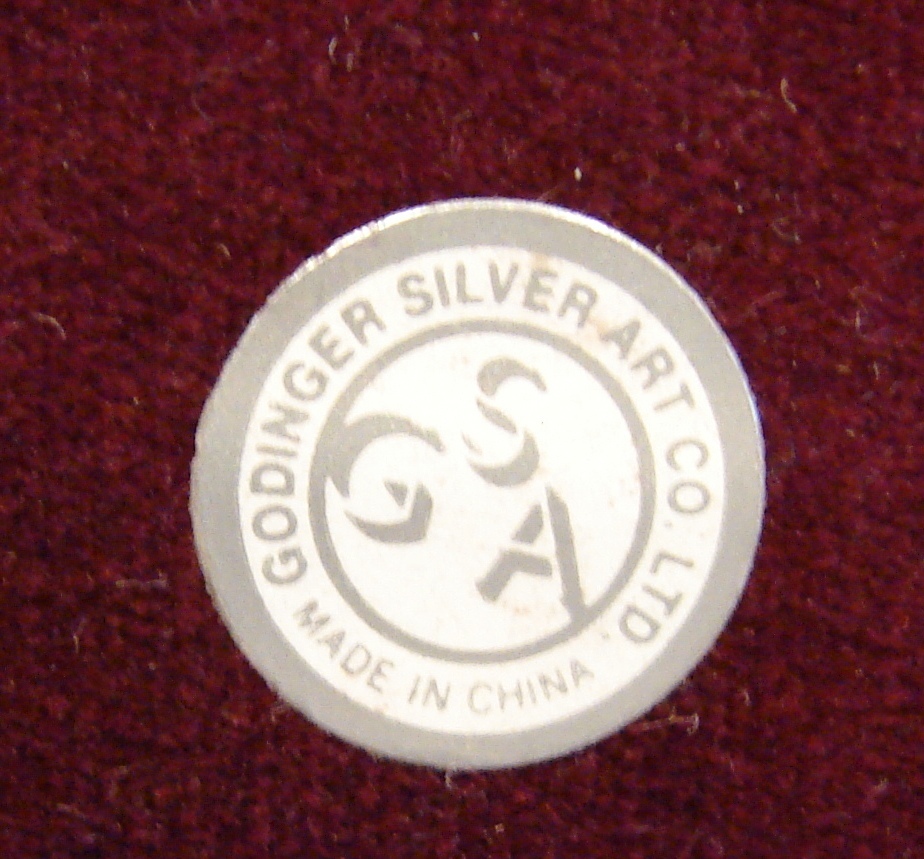 GODINGER SILVER ART CO. LTD.
GSA
MADE IN CHINA